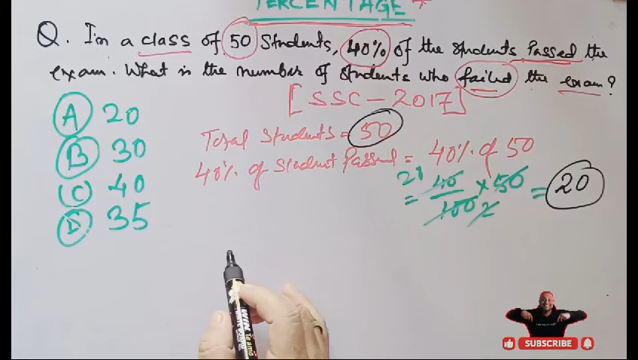 PERCENTAGE *
Q. In a class of 50 Students, 40% of the students Passed the
exam. What is the number of students who failed the exam?
[SSC-2017]
(A) 20
(B) 30
(C) 40
(D) 35
Total Students = 50
40% of Student Passed = 40% of 50
= 40/100 × 50 = 20
SUBSCRIBE